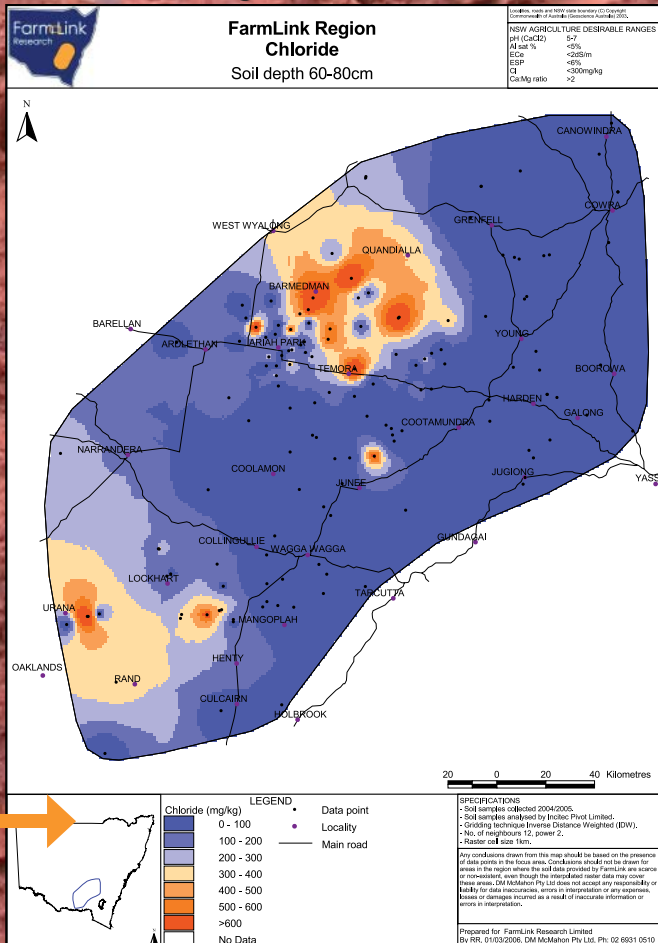 FarmLink
Research
FarmLink Region
Chloride
Soil depth 60-80cm
Localities, roads and NSW state boundary (C) Copyright
Commonwealth of Australia (Geoscience Australia) 2003.
NSW AGRICULTURE DESIRABLE RANGES
pH (CaCl2) 5-7
Al sat % <5%
ECe <2dS/m
ESP <6%
Cl <300mg/kg
Ca:Mg ratio >2
N
CANOWINDRA
COWRA
GRENFELL
WEST WYALONG
QUANDIALLA
BARMEDMAN
BARELLAN
ARDLETHAN
ARIAH PARK
YOUNG
TEMORA
BOOROWA
HARDEN
GALONG
COOTAMUNDRA
NARRANDERA
COOLAMON
JUNEE
JUGIONG
YASS
GUNDAGAI
COLLINGULLIE
WAGGA WAGGA
LOCKHART
TARCUTTA
URANA
MANGOPLAH
HENTY
OAKLANDS
RAND
CULCAIRN
HOLBROOK
20 0 20 40 Kilometres
LEGEND
Chloride (mg/kg)
0 - 100
100 - 200
200 - 300
300 - 400
400 - 500
500 - 600
>600
No Data
Data point
Locality
Main road
SPECIFICATIONS
- Soil samples collected 2004/2005.
- Soil samples analysed by Incitec Pivot Limited.
- Gridding technique Inverse Distance Weighted (IDW).
- No. of neighbours 12, power 2.
- Raster cell size 1km.
Any conclusions drawn from this map should be based on the presence
of data points in the focus area. Conclusions should not be drawn for
areas in the region where the soil data provided by FarmLink are scarce
or non-existent, even though the interpolated raster data may cover
these areas. DM McMahon Pty Ltd does not accept any responsibility or
liability for data inaccuracies, errors in interpretation or any expenses,
losses or damages incurred as a result of inaccurate information or
errors in interpretation.
Prepared for FarmLink Research Limited
By RR, 01/03/2006, DM McMahon Pty Ltd, Ph: 02 6931 0510